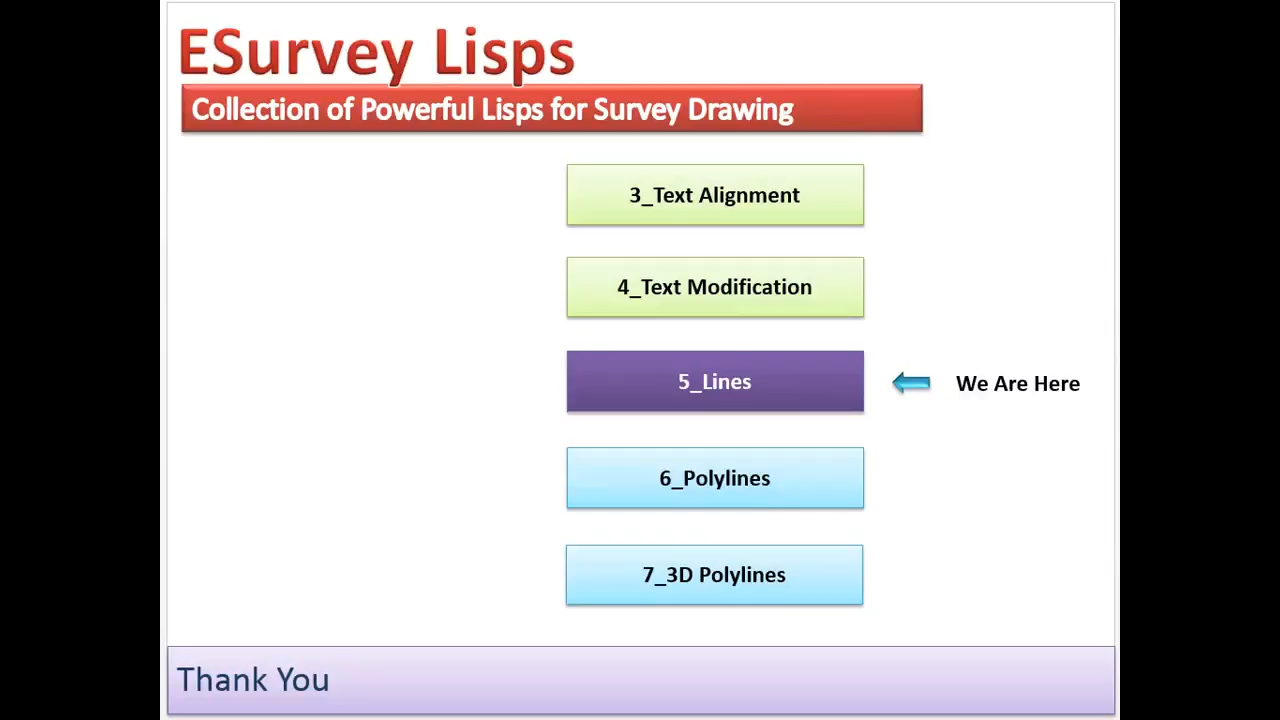 ESurvey Lisps
Collection of Powerful Lisps for Survey Drawing
3_Text Alignment
4_Text Modification
5_Lines
We Are Here
6_Polylines
7_3D Polylines
Thank You